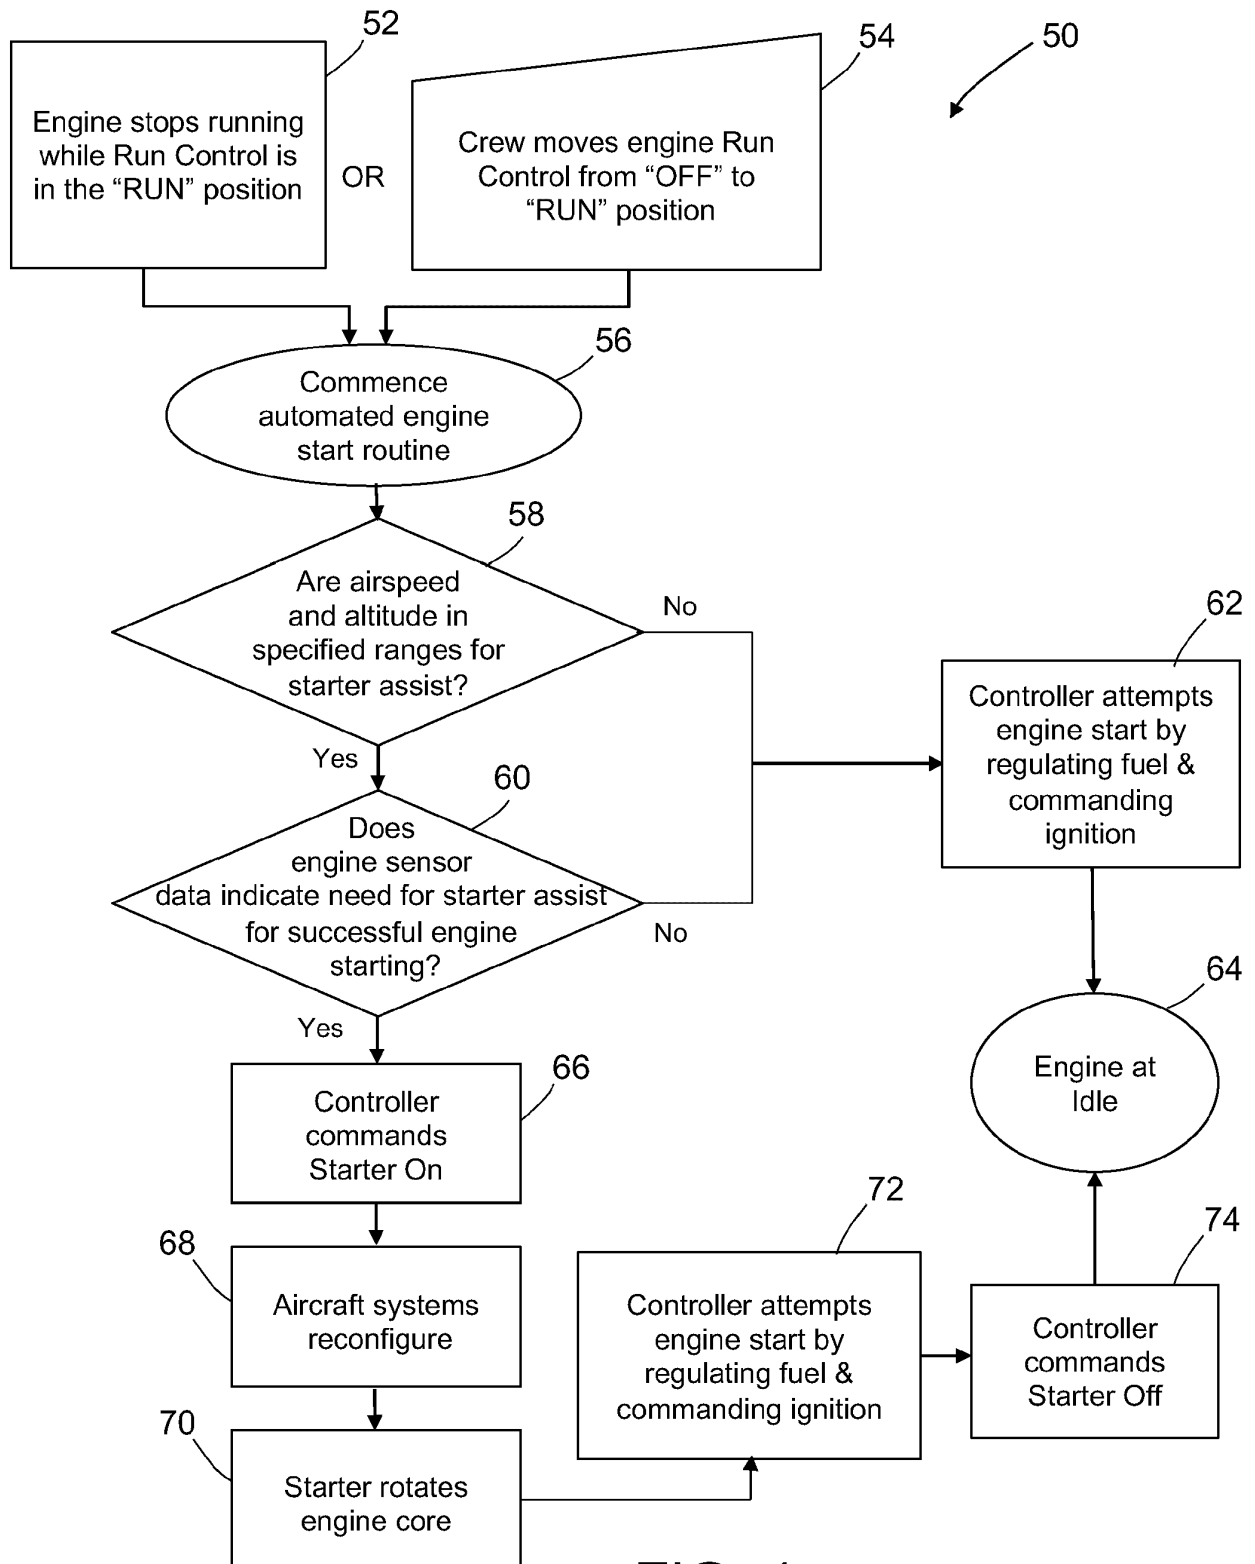 52
54
50
Engine stops running
while Run Control is
in the “RUN” position
OR
Crew moves engine Run
Control from “OFF” to
“RUN” position
56
Commence
automated engine
start routine
58
Are airspeed
and altitude in
specified ranges for
starter assist?
No
Yes
62
Controller attempts
engine start by
regulating fuel &
commanding
ignition
60
Does
engine sensor
data indicate need for starter assist
for successful engine
starting?
No
Yes
64
Engine at
Idle
66
Controller
commands
Starter On
68
Aircraft systems
reconfigure
70
Starter rotates
engine core
72
Controller attempts
engine start by
regulating fuel &
commanding ignition
74
Controller
commands
Starter Off